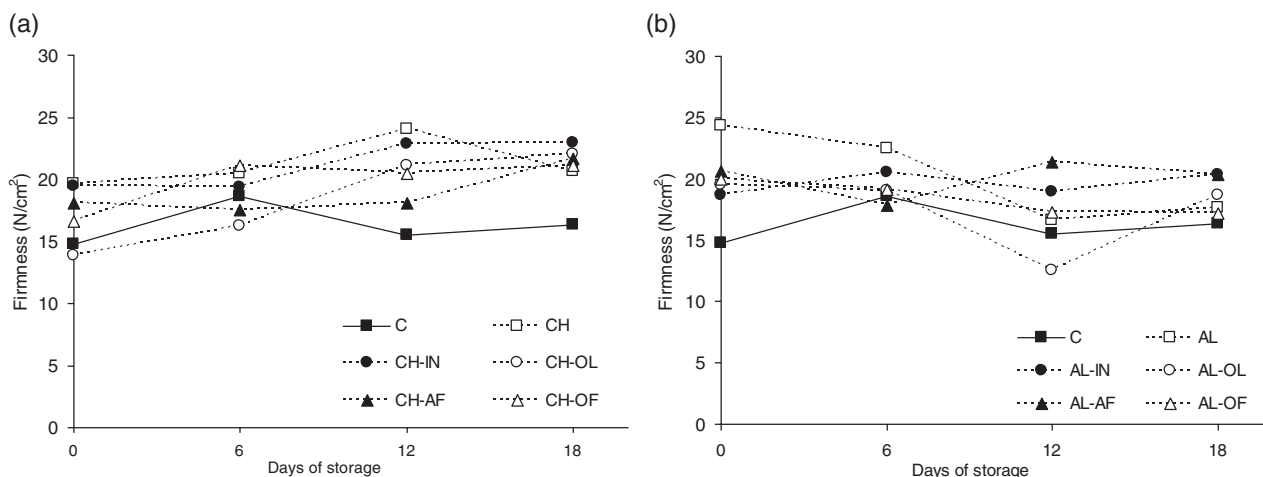 (a)
30
25
20
15
10
5
0
Firmness (N/cm²)
0 6 12 18
Days of storage
C CH
CH-IN CH-OL
CH-AF CH-OF
(b)
30
25
20
15
10
5
0
Firmness (N/cm²)
0 6 12 18
Days of storage
C AL
AL-IN AL-OL
AL-AF AL-OF